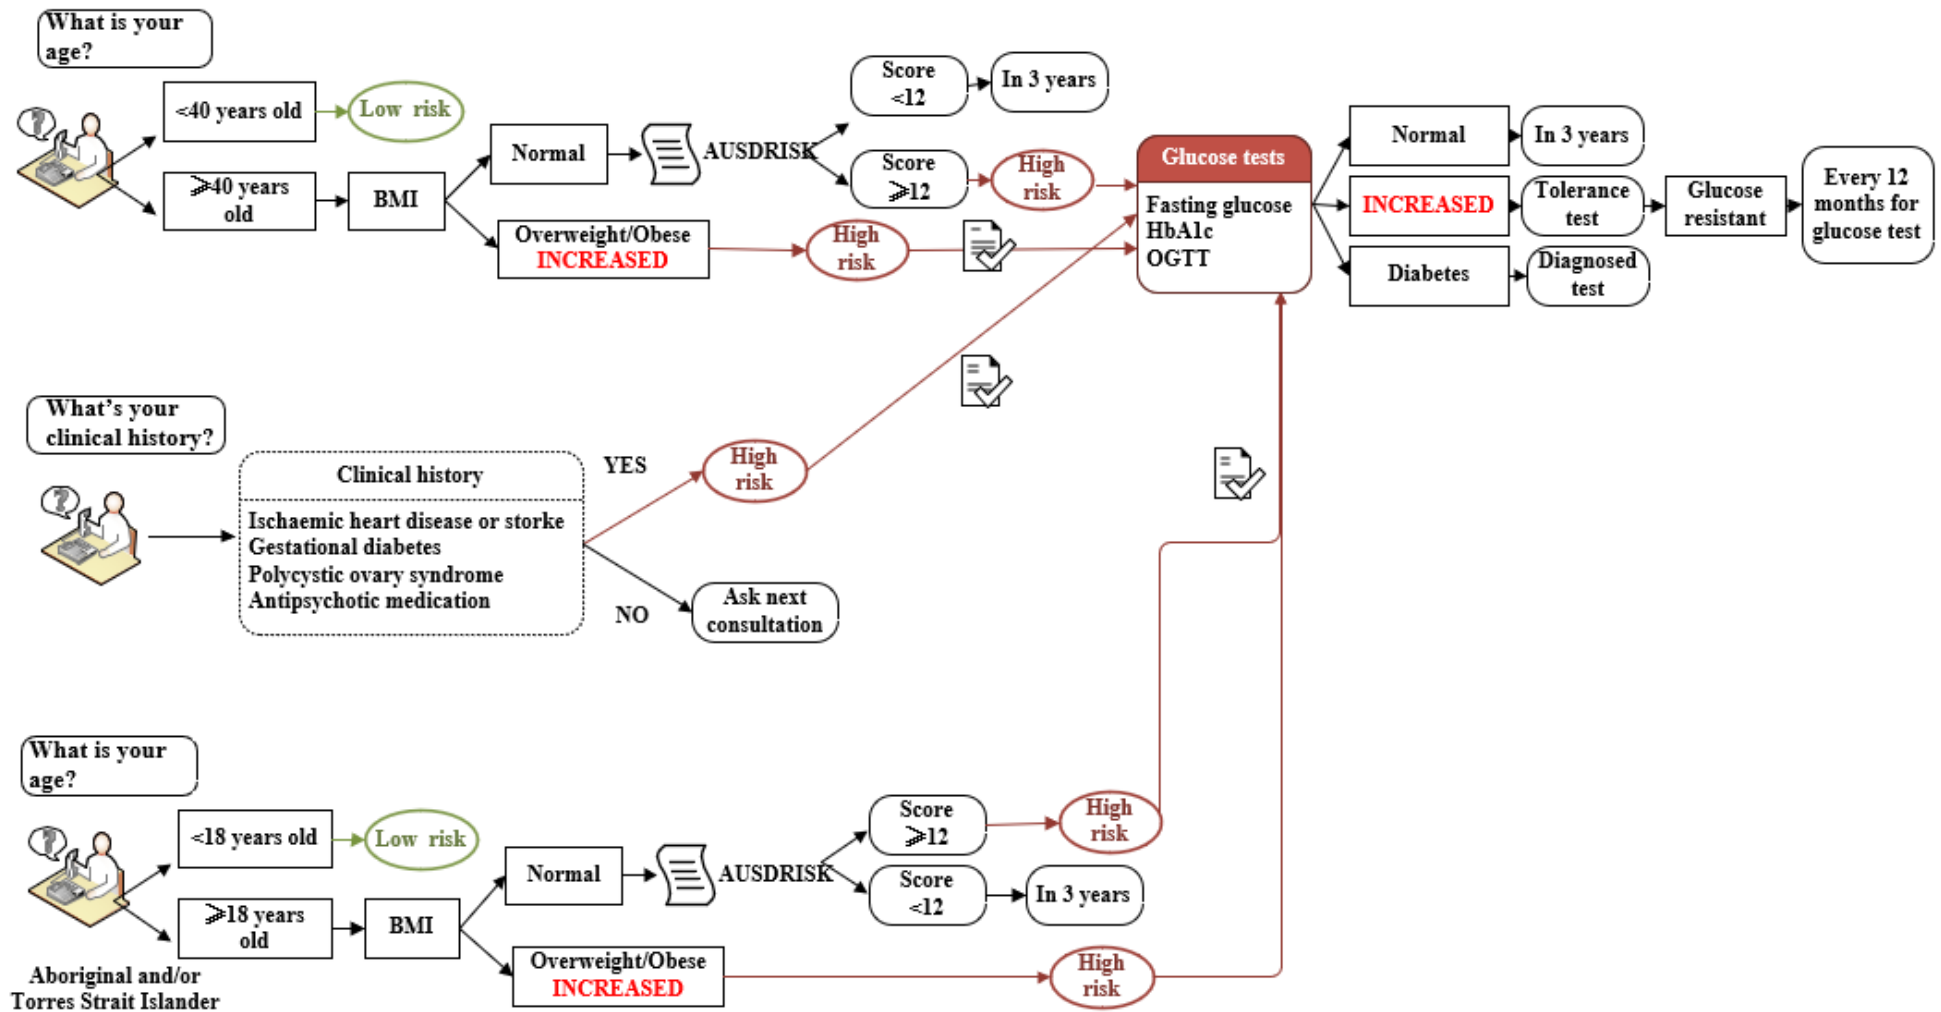 What is your
age?
<40 years old
Low risk
⩾40 years
old
BMI
Normal
AUSDRISK
Score
<12
In 3 years
Score
⩾12
High
risk
Overweight/Obese
INCREASED
High
risk
Glucose tests
Fasting glucose
HbA1c
OGTT
Normal
In 3 years
INCREASED
Tolerance
test
Glucose
resistant
Every 12
months for
glucose test
Diabetes
Diagnosed
test
What's your
clinical history?
Clinical history
Ischaemic heart disease or storke
Gestational diabetes
Polycystic ovary syndrome
Antipsychotic medication
YES
High
risk
NO
Ask next
consultation
What is your
age?
<18 years old
Low risk
⩾18 years
old
Aboriginal and/or
Torres Strait Islander
BMI
Normal
AUSDRISK
Score
⩾12
High
risk
Score
<12
In 3 years
Overweight/Obese
INCREASED
High
risk